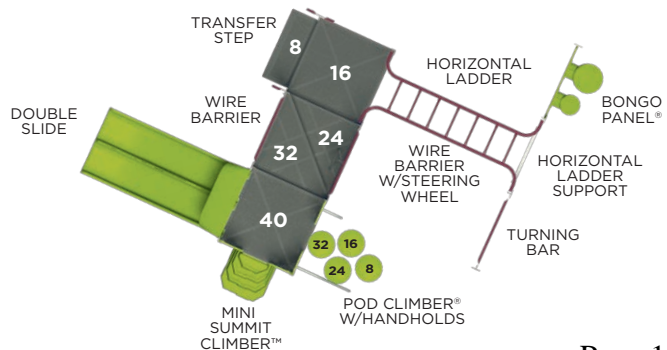 TRANSFER
STEP
8
16
HORIZONTAL
LADDER
DOUBLE
SLIDE
WIRE
BARRIER
BONGO
PANEL®
24
32
WIRE
BARRIER
W/STEERING
WHEEL
HORIZONTAL
LADDER
SUPPORT
40
TURNING
BAR
32
16
24
8
MINI
SUMMIT
CLIMBER™
POD CLIMBER®
W/HANDHOLDS